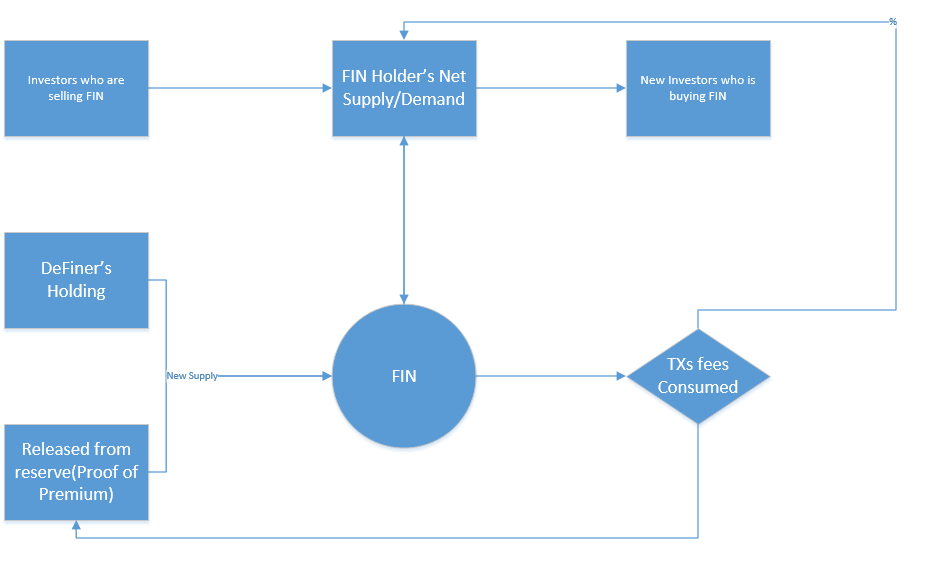 %
Investors who are
selling FIN
FIN Holder's Net
Supply/Demand
New Investors who is
buying FIN
DeFiner's
Holding
New Supply
FIN
TXs fees
Consumed
Released from
reserve(Proof of
Premium)